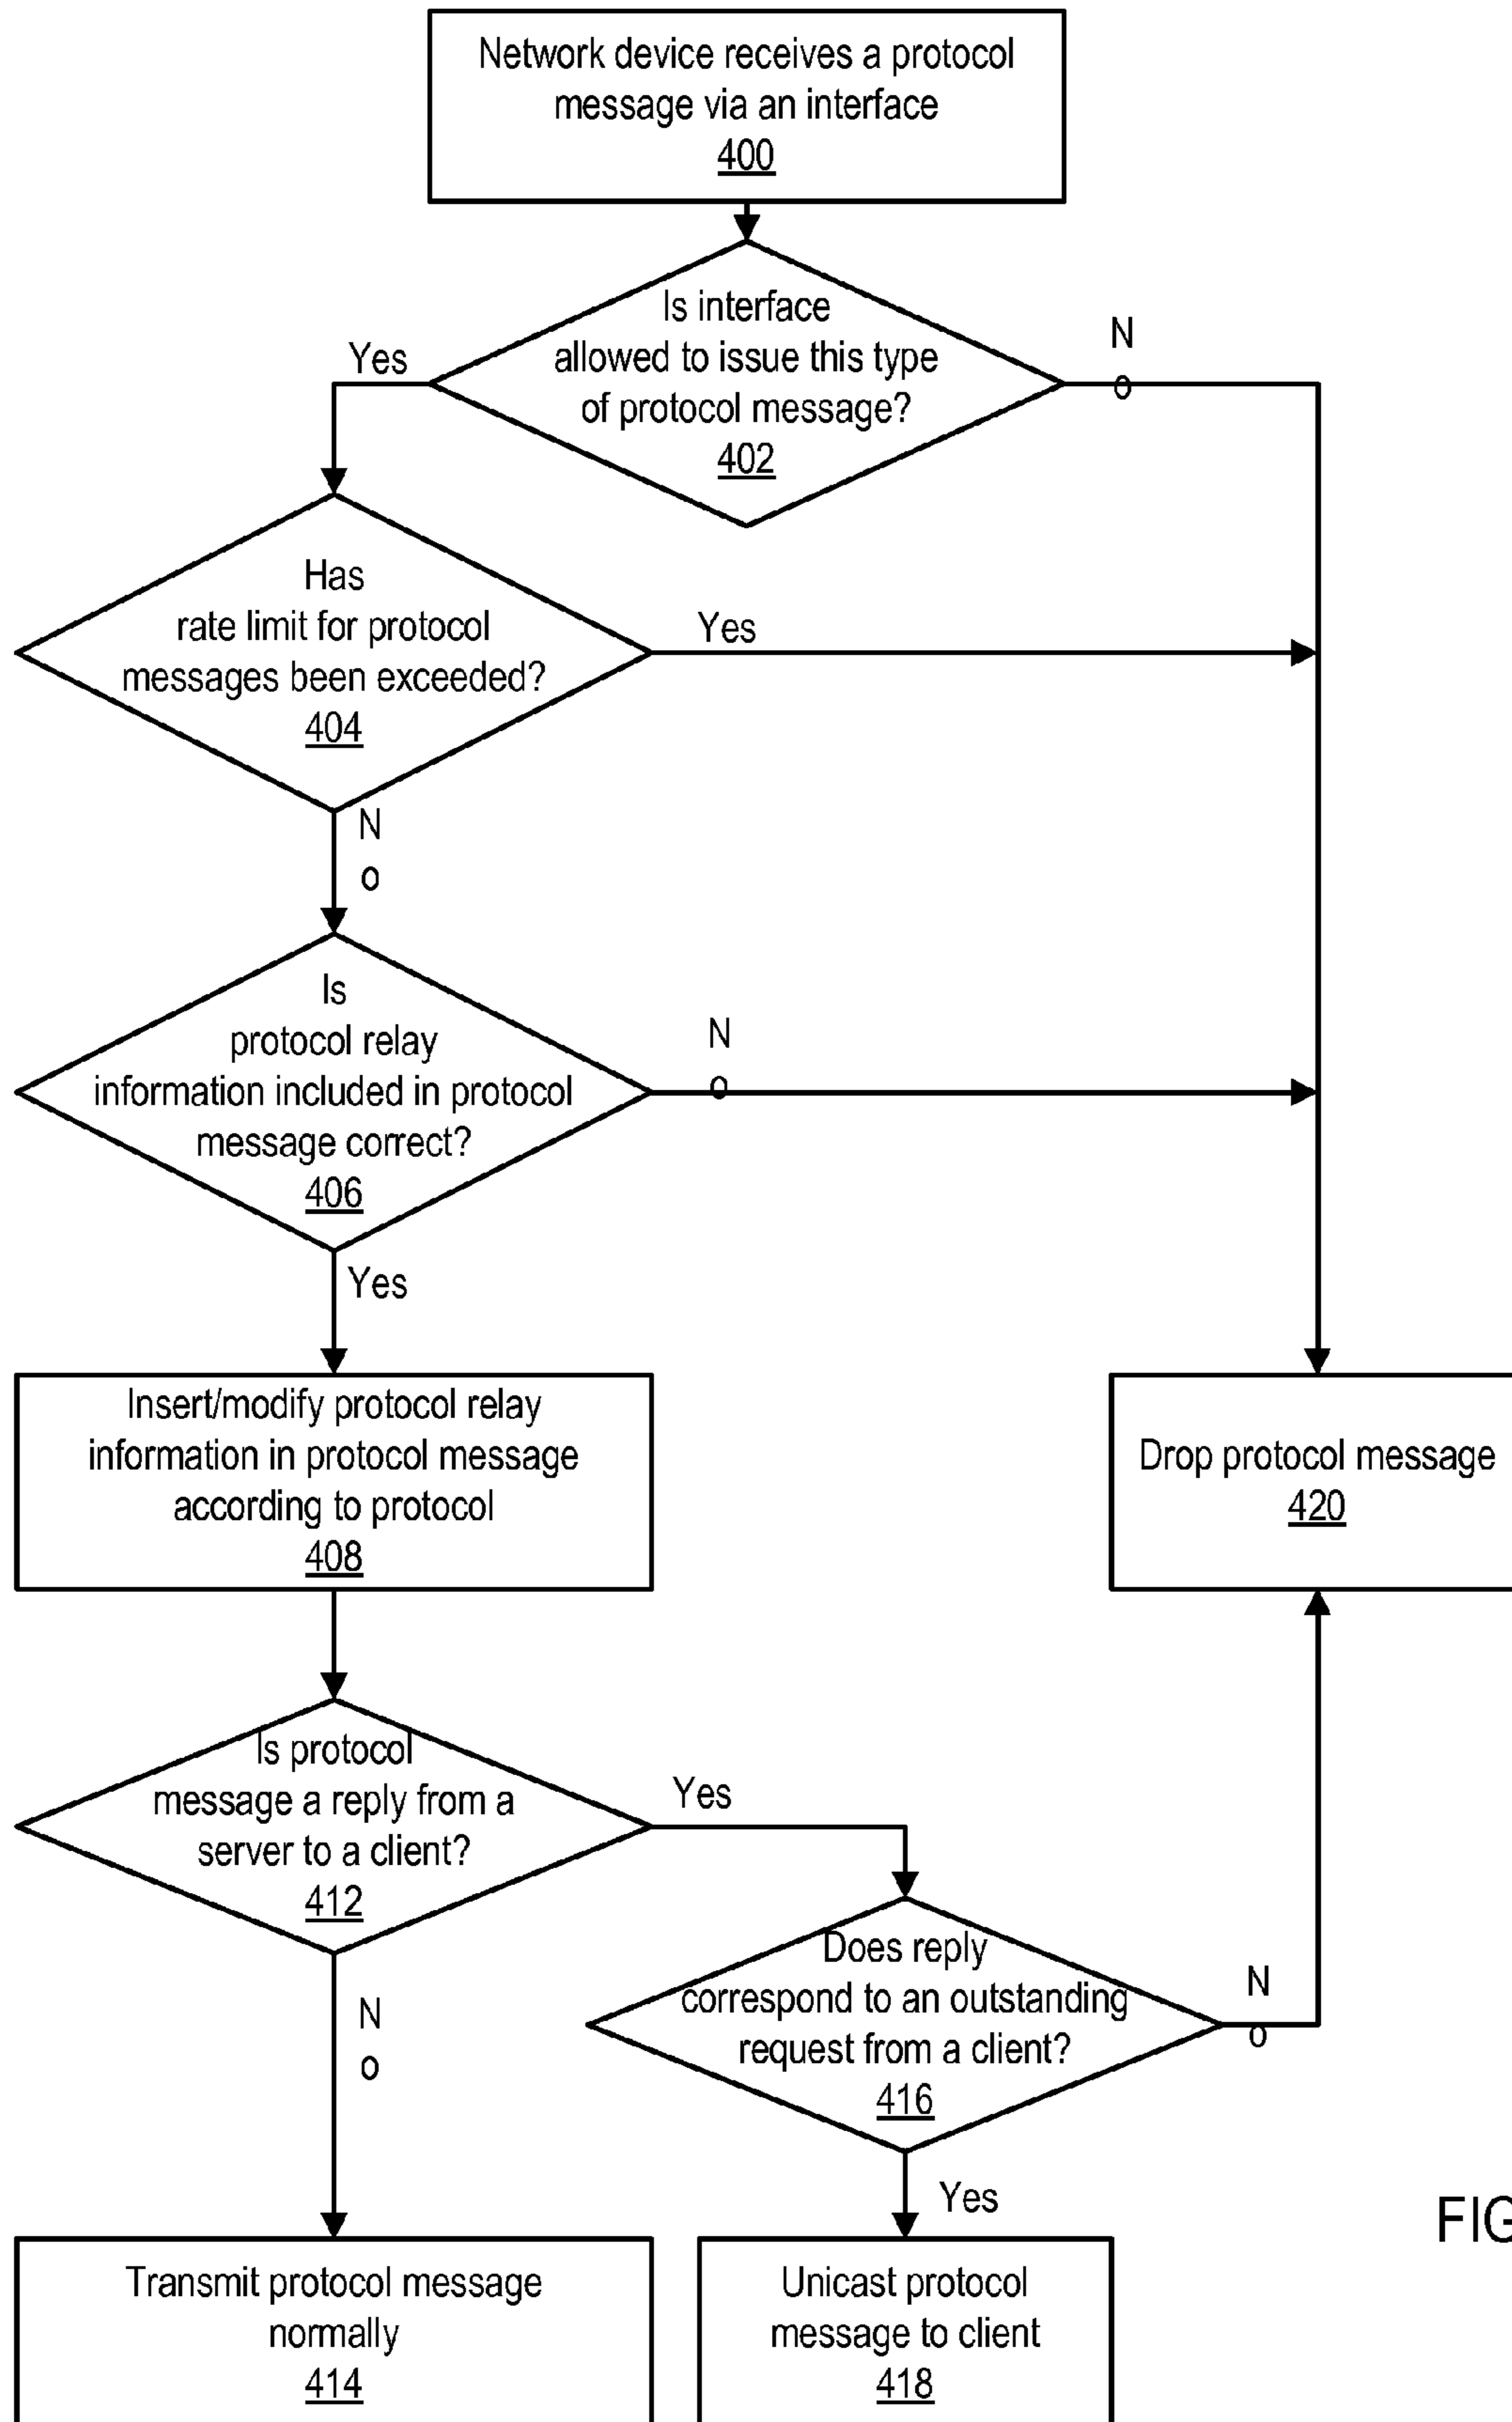 Network device receives a protocol
message via an interface
400
Is interface
allowed to issue this type
of protocol message?
402
Yes
N
o
Has
rate limit for protocol
messages been exceeded?
404
Yes
N
o
Is
protocol relay
information included in protocol
message correct?
406
N
o
Yes
Insert/modify protocol relay
information in protocol message
according to protocol
408
Drop protocol message
420
Is protocol
message a reply from a
server to a client?
412
Yes
N
o
Does reply
correspond to an outstanding
request from a client?
416
N
o
Yes
Transmit protocol message
normally
414
Unicast protocol
message to client
418
FIG